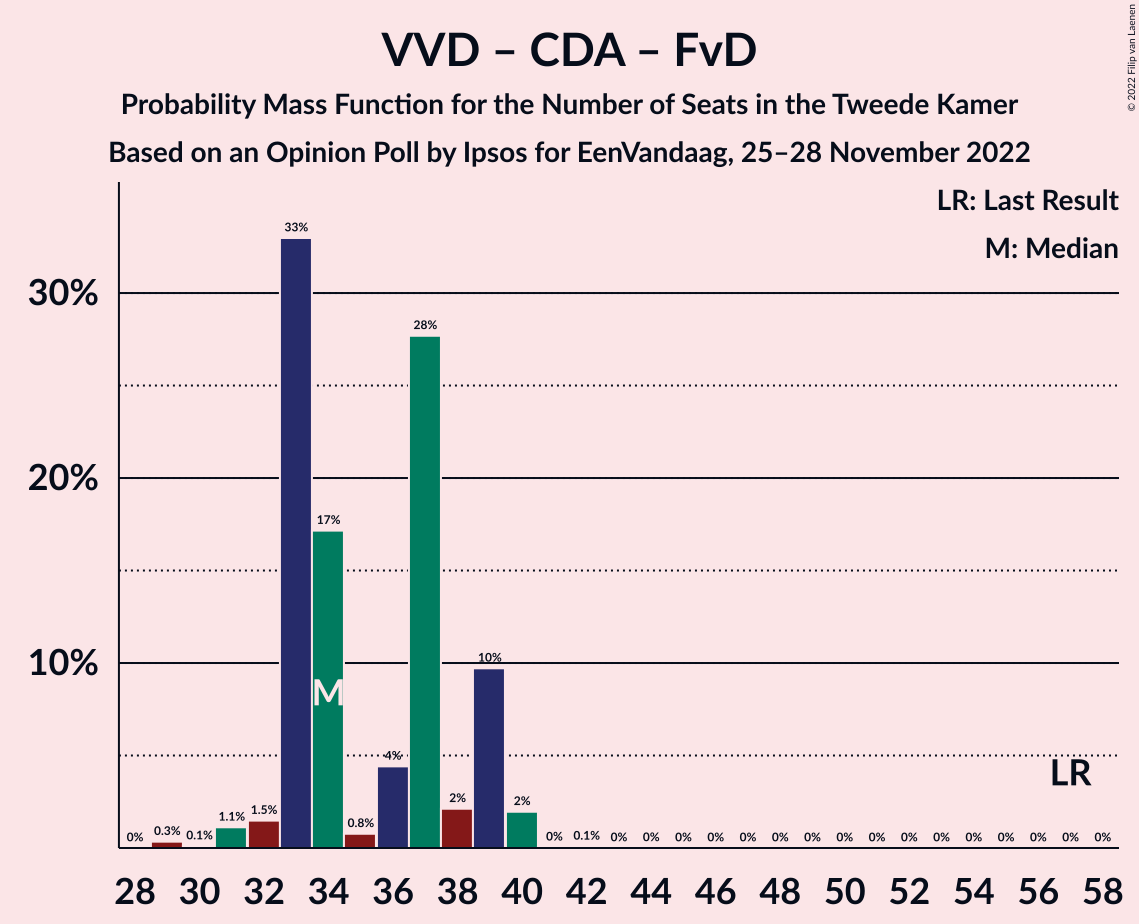 VVD – CDA – FvD
Probability Mass Function for the Number of Seats in the Tweede Kamer
Based on an Opinion Poll by Ipsos for EenVandaag, 25–28 November 2022
© 2022 Filip van Laenen
LR: Last Result
M: Median
30%
20%
10%
0% 0.3% 0.1% 1.1% 1.5% 33% 17% 0.8% 4% 28% 2% 10% 2% 0% 0.1% 0% 0% 0% 0% 0% 0% 0% 0% 0% 0% 0% 0% 0% 0% 0% 0%
M
LR
28 30 32 34 36 38 40 42 44 46 48 50 52 54 56 58